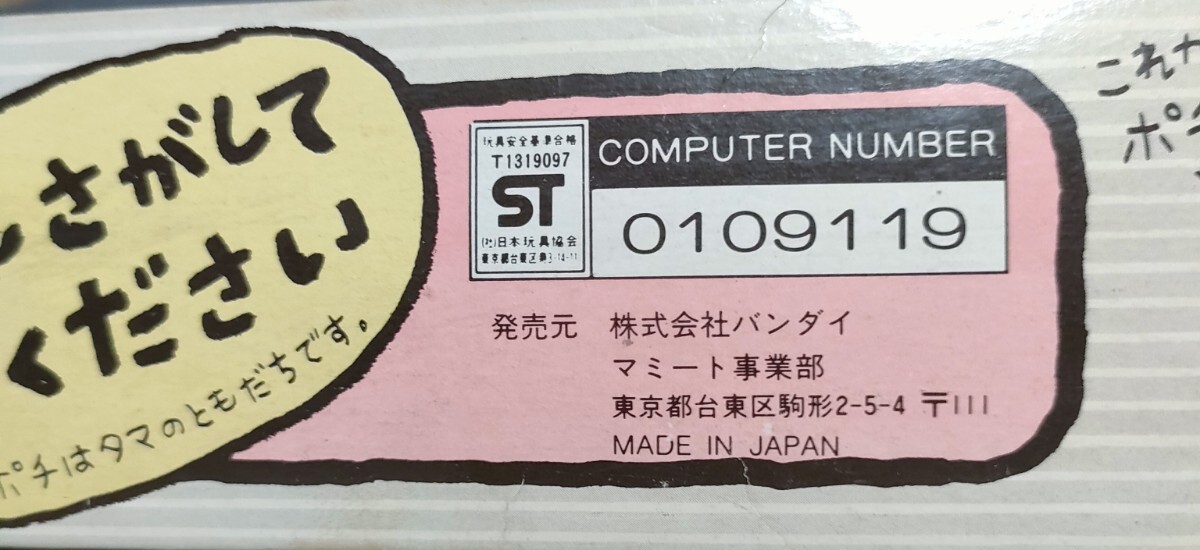 さがして
ください
ポチはタマのともだちです。
玩具安全基準合格
T1319097
ST
(社)日本玩具協会
COMPUTER NUMBER
0109119
発売元 株式会社バンダイ
マミート事業部
東京都台東区駒形2-5-4 〒111
MADE IN JAPAN
これ
ポ